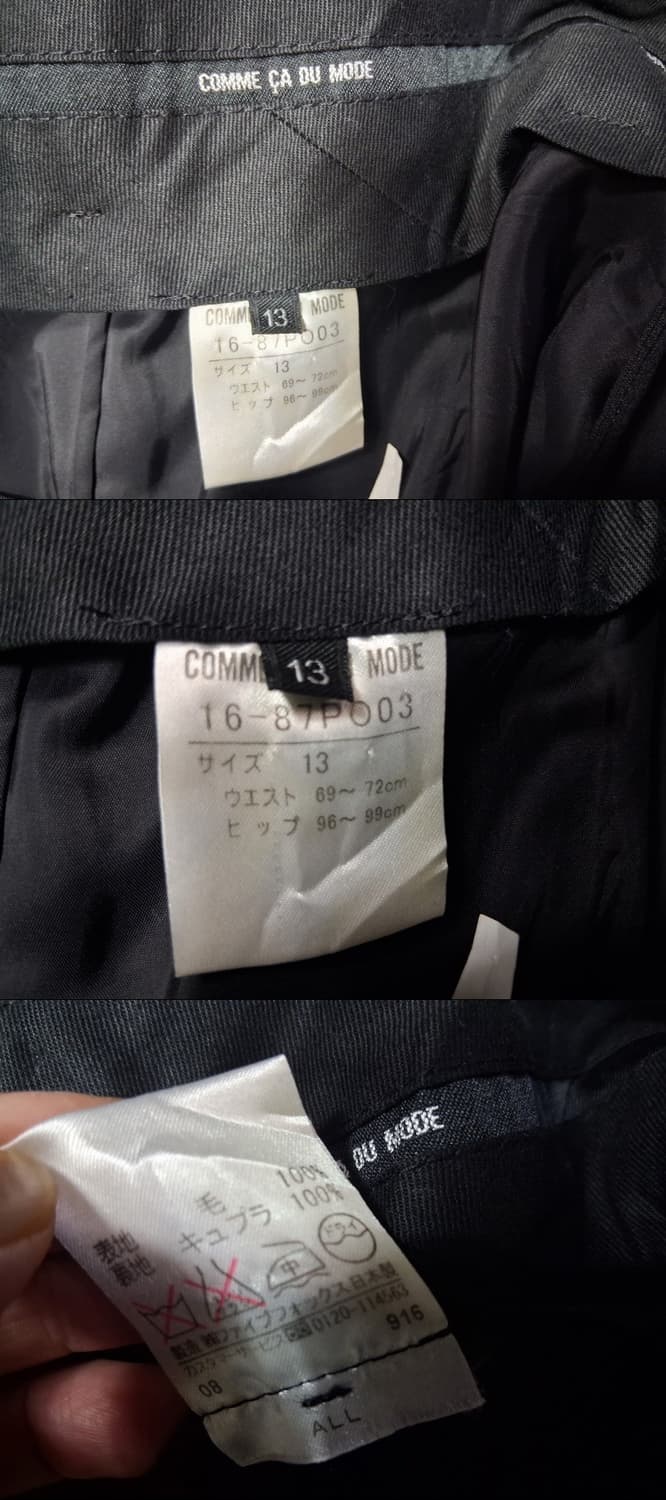 COMME ÇA DU MODE
COMM 13 MODE
16-87PO03
サイズ 13
ウエスト 69～72cm
ヒップ 96～99cm
COMME 13 MODE
16-87PO03
サイズ 13
ウエスト 69～72cm
ヒップ 96～99cm
DU MODE
表地 毛 100%
裏地 キュプラ 100%
中 ドライ
製造 ㈱ファイブフォックス 日本製
カスタマーサービス 0120-114563
08 916
ALL